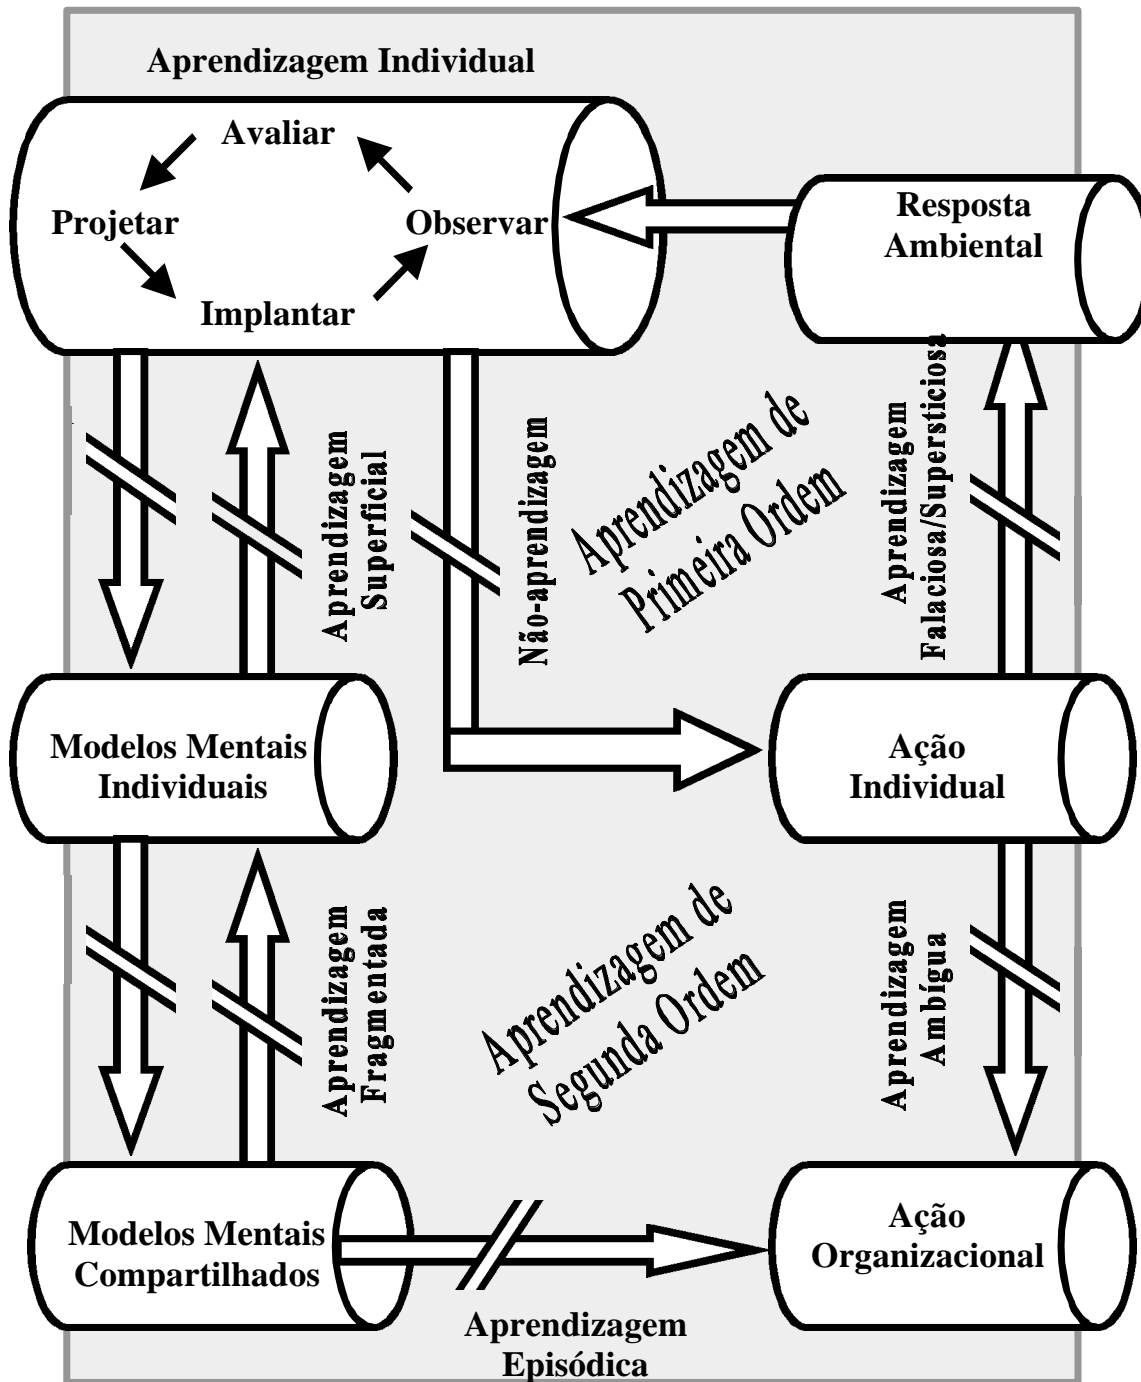 Aprendizagem Individual
Avaliar
Projetar
Observar
Implantar
Resposta
Ambiental
Aprendizagem
Superficial
Não-aprendizagem
Aprendizagem de
Primeira Ordem
Aprendizagem
Falaciosa/Supersticiosa
Modelos Mentais
Individuais
Ação
Individual
Aprendizagem
Fragmentada
Aprendizagem de
Segunda Ordem
Aprendizagem
Ambígua
Modelos Mentais
Compartilhados
Ação
Organizacional
Aprendizagem
Episódica